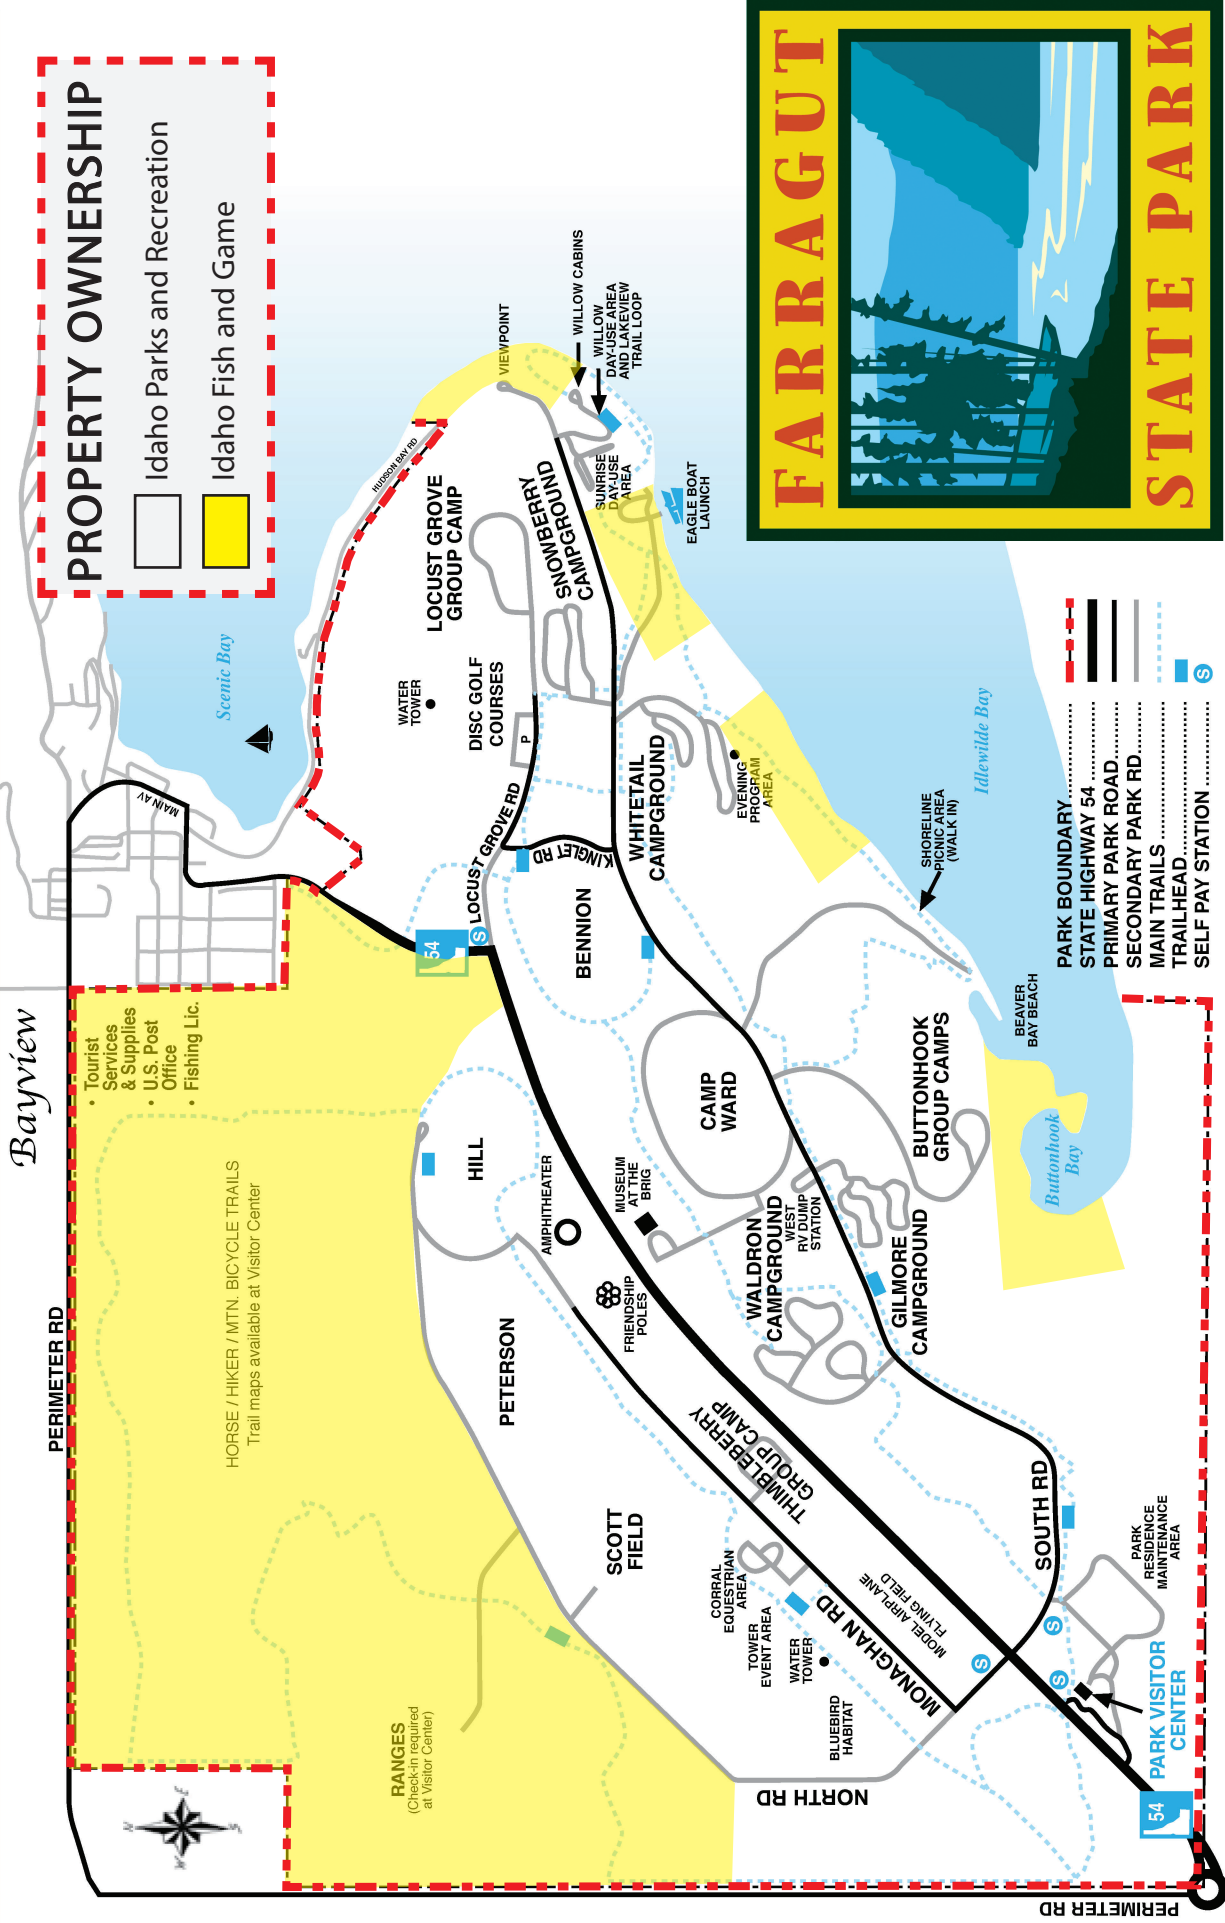 PROPERTY OWNERSHIP
Idaho Parks and Recreation
Idaho Fish and Game
FARRAGUT
STATE PARK
Bayview
• Tourist
Services
& Supplies
• U.S. Post
Office
• Fishing Lic.
PERIMETER RD
MAIN AV
Scenic Bay
HUDSON BAY RD
VIEWPOINT
WILLOW CABINS
WILLOW
DAY-USE AREA
AND LAKEVIEW
TRAIL LOOP
SUNRISE
DAY-USE
AREA
EAGLE BOAT
LAUNCH
LOCUST GROVE
GROUP CAMP
SNOWBERRY
CAMPGROUND
WATER
TOWER
DISC GOLF
COURSES
P
LOCUST GROVE RD
KINGLET RD
WHITETAIL
CAMPGROUND
EVENING
PROGRAM
AREA
Idlewilde Bay
SHORELINE
PICNIC AREA
(WALK IN)
54
S
BENNION
HORSE / HIKER / MTN. BICYCLE TRAILS
Trail maps available at Visitor Center
HILL
AMPHITHEATER
MUSEUM
AT THE
BRIG
CAMP
WARD
BUTTONHOOK
GROUP CAMPS
BEAVER
BAY BEACH
Buttonhook
Bay
FRIENDSHIP
POLES
WALDRON
CAMPGROUND
WEST
RV DUMP
STATION
GILMORE
CAMPGROUND
PETERSON
THIMBLEBERRY
GROUP CAMP
SCOTT
FIELD
CORRAL
EQUESTRIAN
AREA
TOWER
EVENT AREA
WATER
TOWER
BLUEBIRD
HABITAT
MONAGHAN RD
MODEL AIRPLANE
FLYING FIELD
SOUTH RD
PARK
RESIDENCE
MAINTENANCE
AREA
S
S
S
PARK VISITOR
CENTER
RANGES
(Check-in required
at Visitor Center)
NORTH RD
54
PERIMETER RD
N
E
S
W
PARK BOUNDARY
STATE HIGHWAY 54
PRIMARY PARK ROAD
SECONDARY PARK RD
MAIN TRAILS
TRAILHEAD
SELF PAY STATION
S